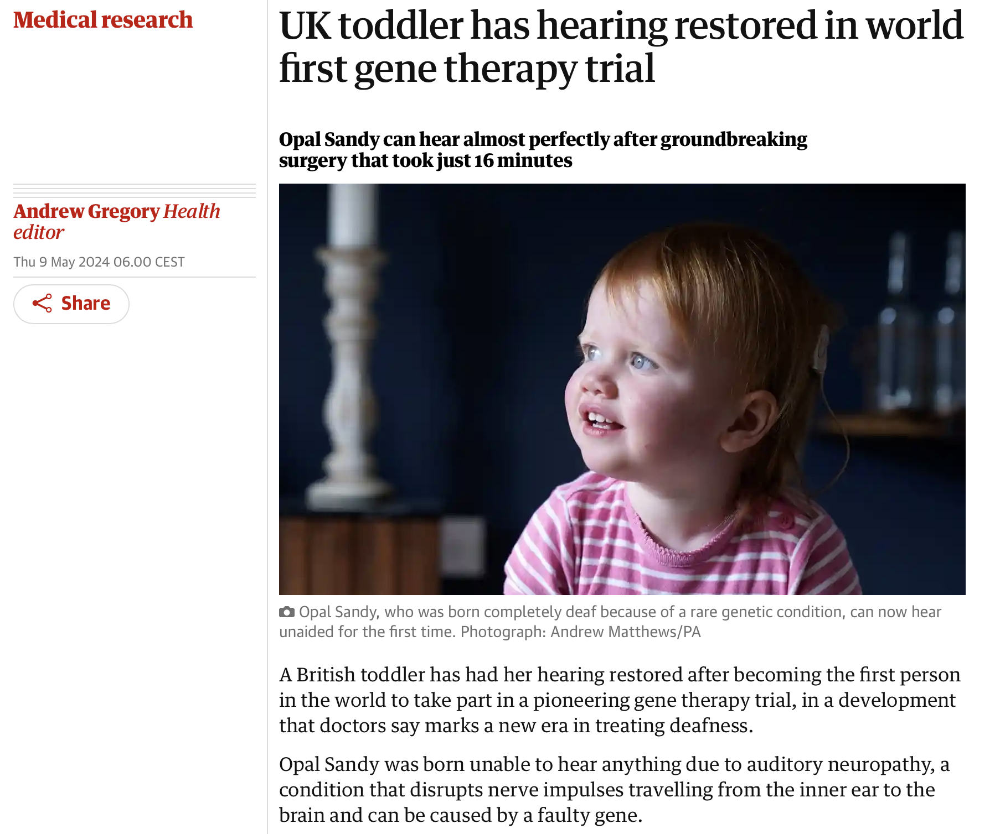 Medical research
UK toddler has hearing restored in world
first gene therapy trial
Opal Sandy can hear almost perfectly after groundbreaking
surgery that took just 16 minutes
Andrew Gregory Health
editor
Thu 9 May 2024 06.00 CEST
Share
Opal Sandy, who was born completely deaf because of a rare genetic condition, can now hear
unaided for the first time. Photograph: Andrew Matthews/PA
A British toddler has had her hearing restored after becoming the first person
in the world to take part in a pioneering gene therapy trial, in a development
that doctors say marks a new era in treating deafness.
Opal Sandy was born unable to hear anything due to auditory neuropathy, a
condition that disrupts nerve impulses travelling from the inner ear to the
brain and can be caused by a faulty gene.